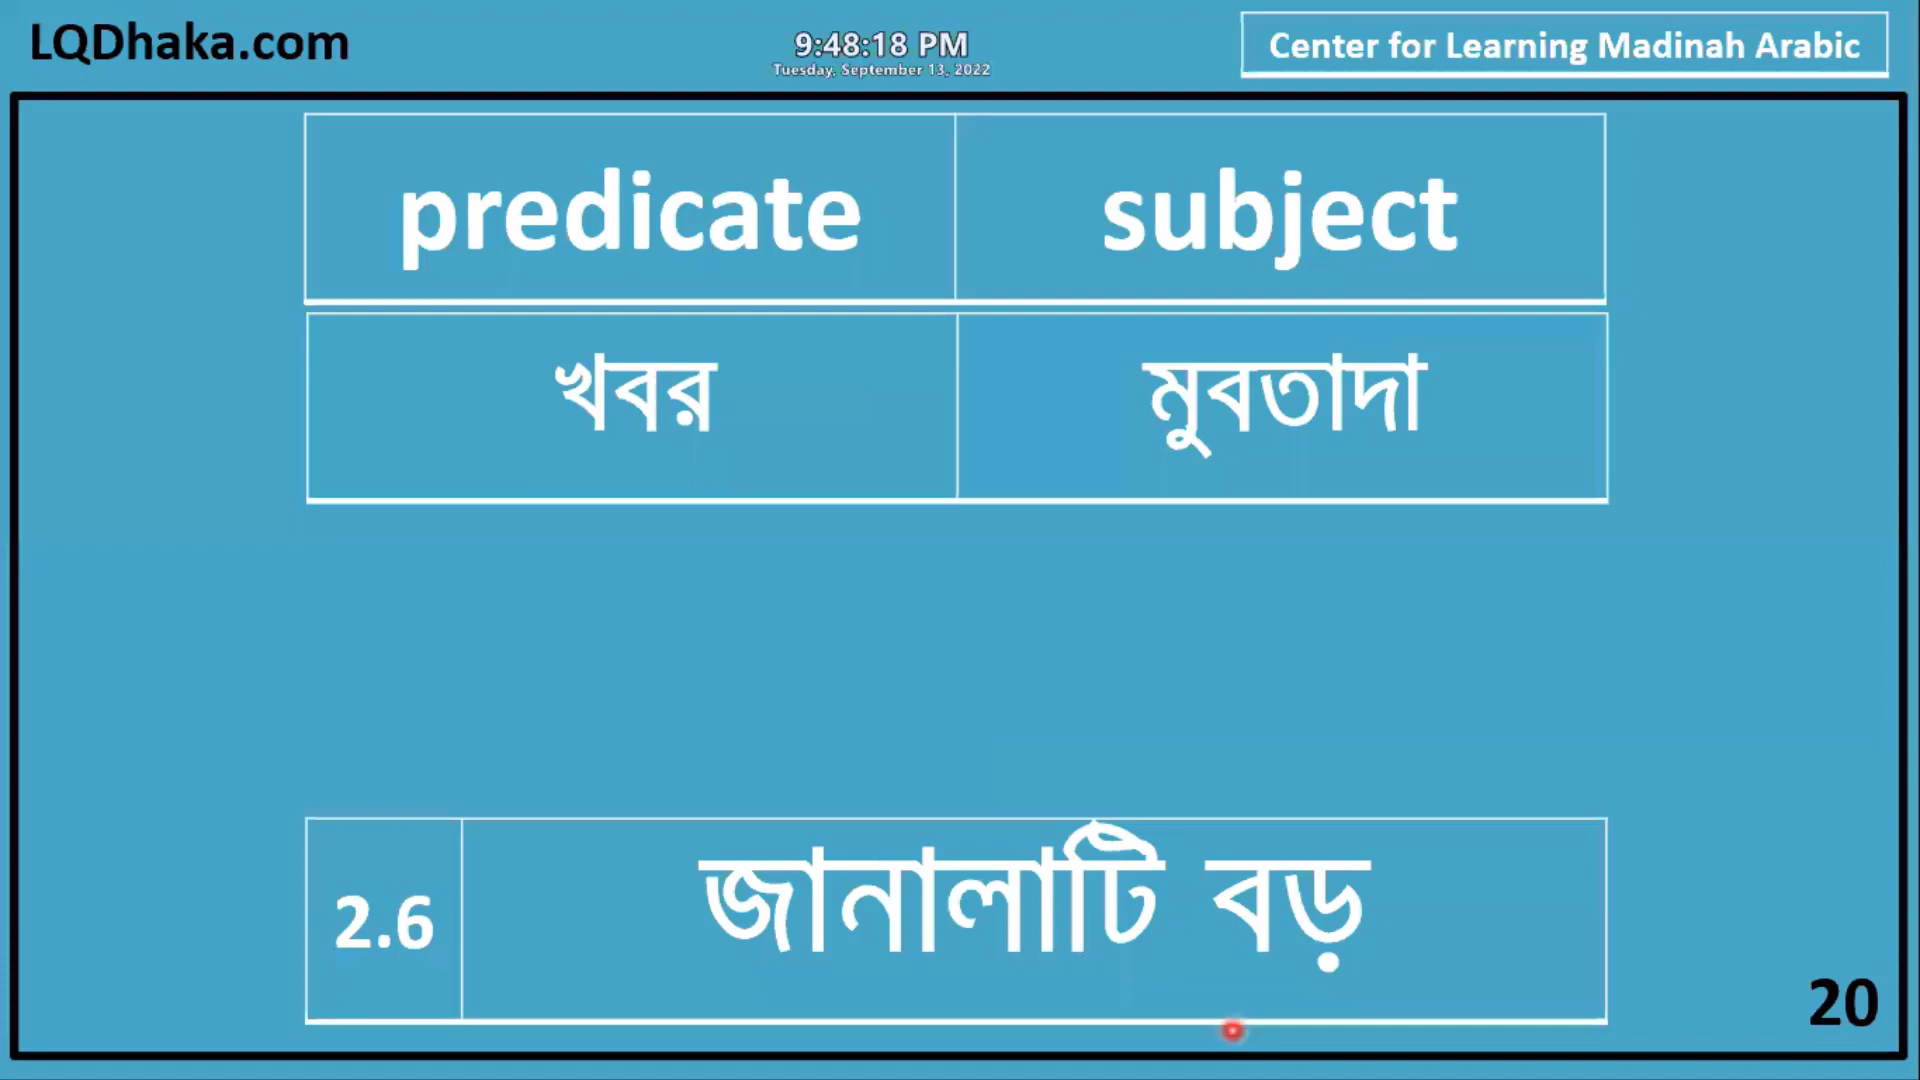 LQDhaka.com
9:48:18 PM
Tuesday, September 13, 2022
Center for Learning Madinah Arabic
predicate subject
খবর মুবতাদা
2.6 জানালাটি বড়
20